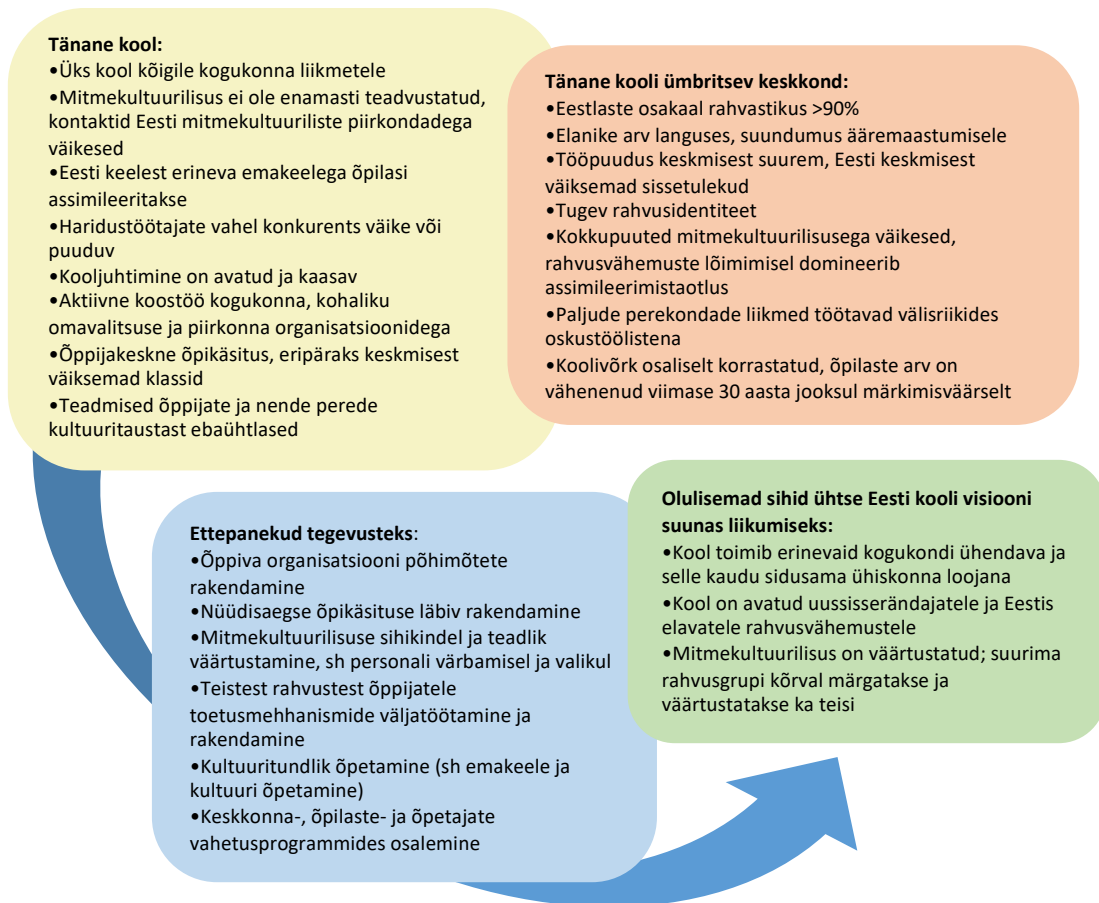 Tänane kool:
•Üks kool kõigile kogukonna liikmetele
•Mitmekultuurilisus ei ole enamasti teadvustatud,
kontaktid Eesti mitmekultuuriliste piirkondadega
väikesed
•Eesti keelest erineva emakeelega õpilasi
assimileeritakse
•Haridustöötajate vahel konkurents väike või
puuduv
•Kooljuhtimine on avatud ja kaasav
•Aktiivne koostöö kogukonna, kohaliku
omavalitsuse ja piirkonna organisatsioonidega
•Õppijakeskne õpikäsitus, eripäraks keskmisest
väiksemad klassid
•Teadmised õppijate ja nende perede
kultuuritaustast ebaühtlased
Tänane kooli ümbritsev keskkond:
•Eestlaste osakaal rahvastikus >90%
•Elanike arv languses, suundumus ääremaastumisele
•Tööpuudus keskmisest suurem, Eesti keskmisest
väiksemad sissetulekud
•Tugev rahvusidentiteet
•Kokkupuuted mitmekultuurilisusega väikesed,
rahvusvähemuste lõimimisel domineerib
assimileerimistaotlus
•Paljude perekondade liikmed töötavad välisriikides
oskustöölistena
•Koolivõrk osaliselt korrastatud, õpilaste arv on
vähenenud viimase 30 aasta jooksul märkimisväärselt
Ettepanekud tegevusteks:
•Õppiva organisatsiooni põhimõtete
rakendamine
•Nüüdisaegse õpikäsituse läbiv rakendamine
•Mitmekultuurilisuse sihikindel ja teadlik
väärtustamine, sh personali värbamisel ja valikul
•Teistest rahvustest õppijatele
toetusmehhanismide väljatöötamine ja
rakendamine
•Kultuuritundlik õpetamine (sh emakeele ja
kultuuri õpetamine)
•Keskkonna-, õpilaste- ja õpetajate
vahetusprogrammides osalemine
Olulisemad sihid ühtse Eesti kooli visiooni
suunas liikumiseks:
• Kool toimib erinevaid kogukondi ühendava ja
selle kaudu sidusama ühiskonna loojana
• Kool on avatud uussisserändajatele ja Eestis
elavatele rahvusvähemustele
• Mitmekultuurilisus on väärtustatud; suurima
rahvusgrupi kõrval märgatakse ja
väärtustatakse ka teisi